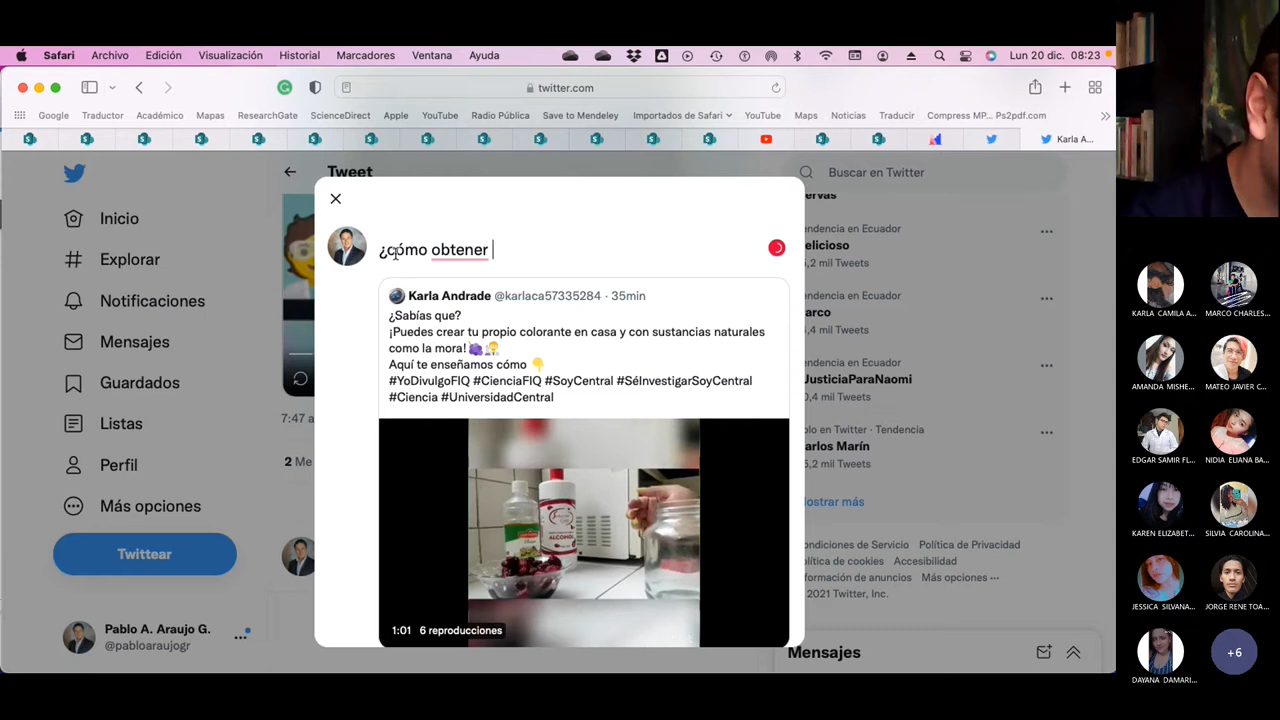 Safari Archivo Edición Visualización Historial Marcadores Ventana Ayuda Lun 20 dic. 08:23
twitter.com
Google Traductor Académico Mapas ResearchGate ScienceDirect Apple YouTube Radio Pública Save to Mendeley Importados de Safari YouTube Maps Noticias Traducir Compress MP... Ps2pdf.com
Karla A...
Tweet
Buscar en Twitter
Inicio
Explorar
Notificaciones
Mensajes
Guardados
Listas
Perfil
Más opciones
Twittear
Pablo A. Araujo G.
@pabloaraujogr
7:47 a
2 Me
¿cómo obtener
Karla Andrade @karlaca57335284 · 35min
¿Sabías que?
¡Puedes crear tu propio colorante en casa y con sustancias naturales
como la mora!
Aquí te enseñamos cómo
#YoDivulgoFIQ #CienciaFIQ #SoyCentral #SéInvestigarSoyCentral
#Ciencia #UniversidadCentral
ALCOHOL
1:01 6 reproducciones
ervas
endencia en Ecuador
elicioso
,2 mil Tweets
endencia en Ecuador
arco
,2 mil Tweets
endencia en Ecuador
usticiaParaNaomi
0,4 mil Tweets
olo en Twitter · Tendencia
arlos Marín
,2 mil Tweets
ostrar más
ondiciones de Servicio Política de Privacidad
olítica de cookies Accesibilidad
nformación de anuncios Más opciones
2021 Twitter, Inc.
Mensajes
KARLA CAMILA A... MARCO CHARLES...
AMANDA MISHE... MATEO JAVIER C...
EDGAR SAMIR FL... NIDIA ELIANA BA...
KAREN ELIZABET... SILVIA CAROLINA...
JESSICA SILVANA... JORGE RENE TOA...
+6
DAYANA DAMARI...